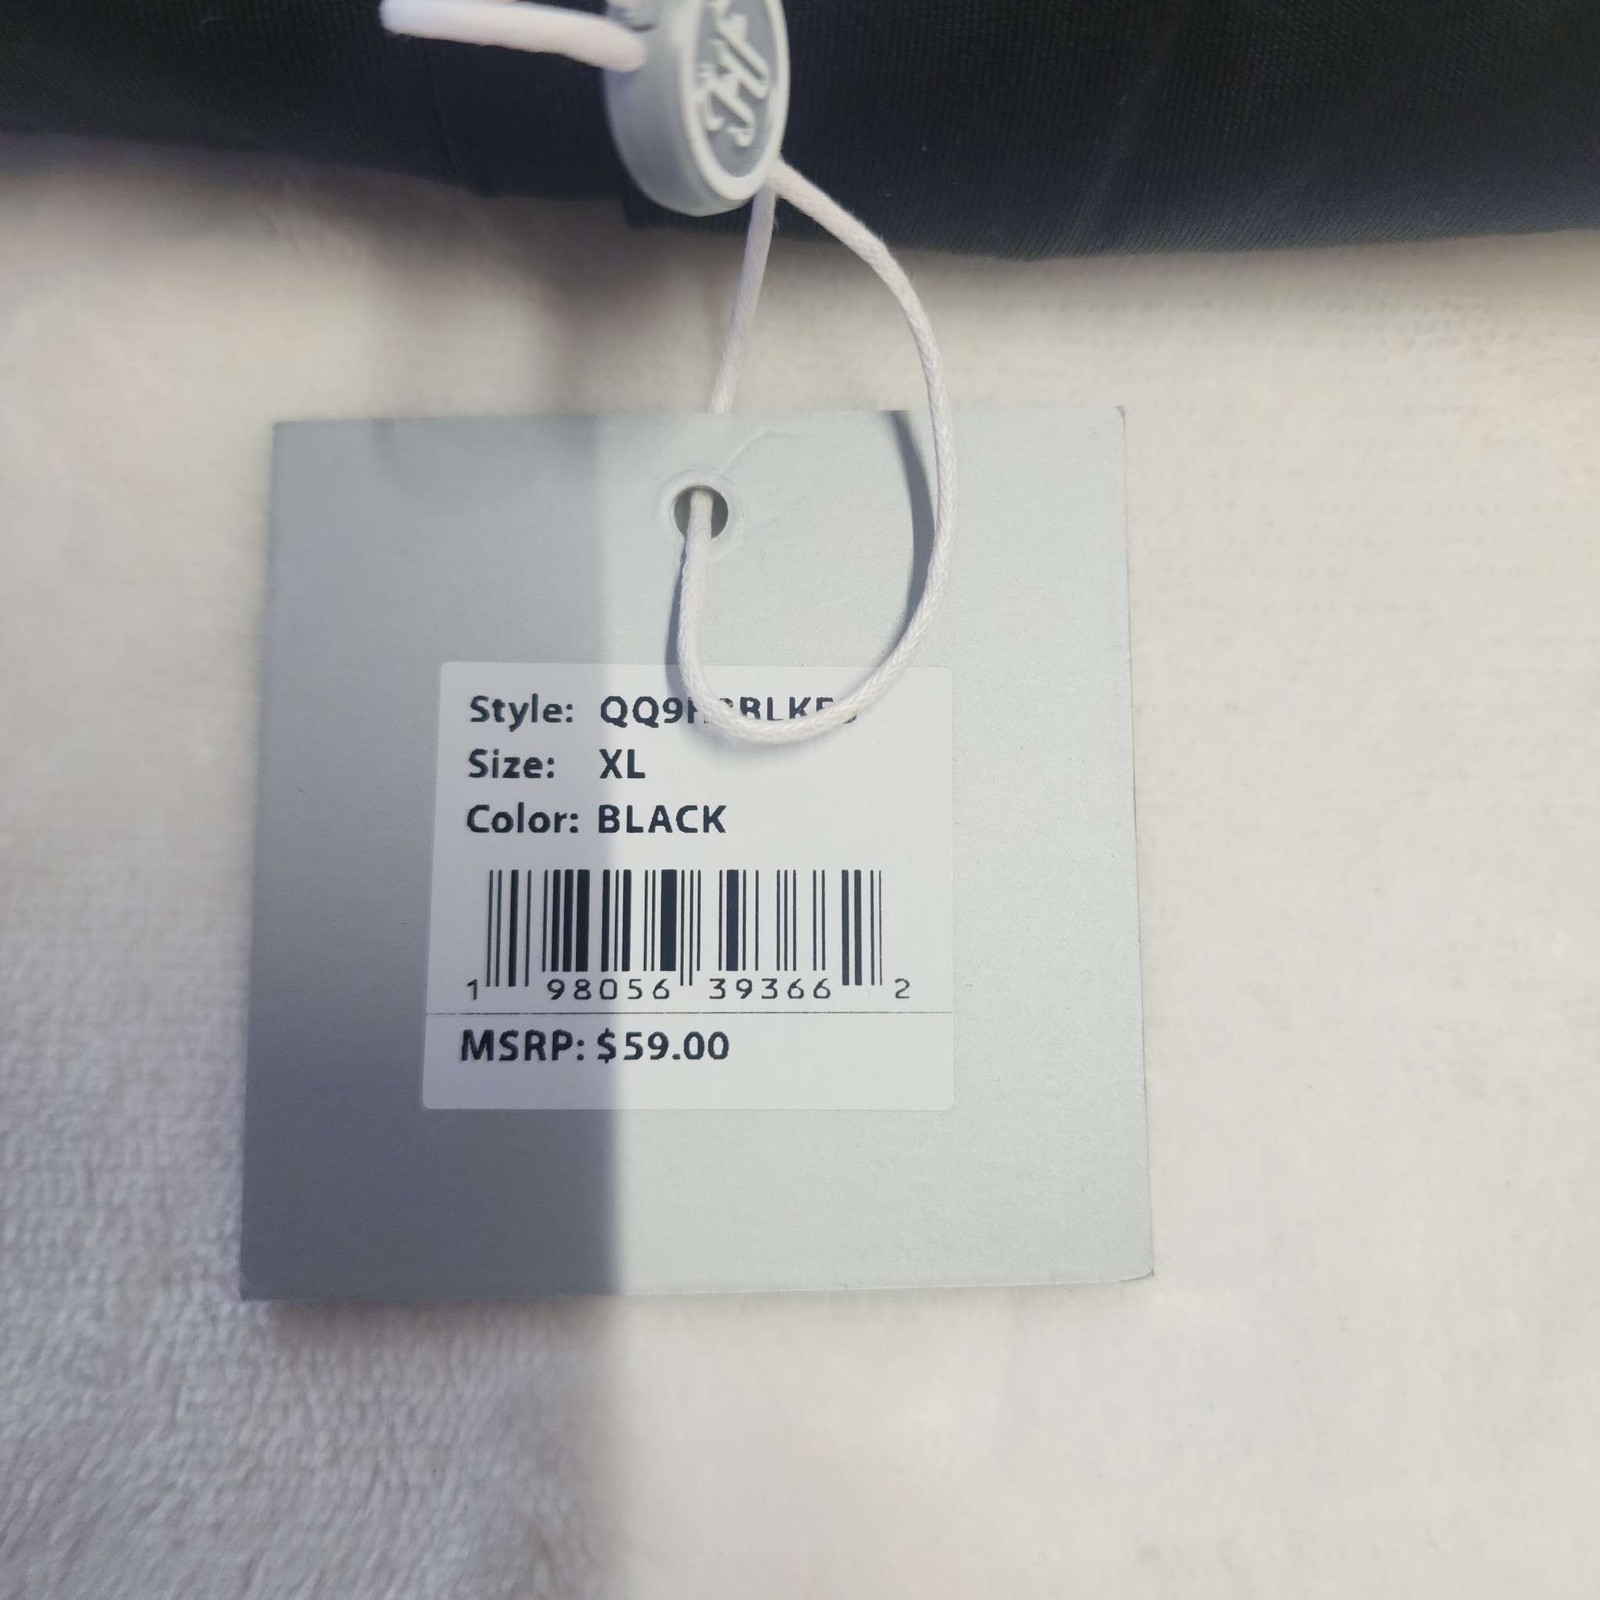 Style:
Size: XL
Color: BLACK
1 98056 39366 2
MSRP: $59.00